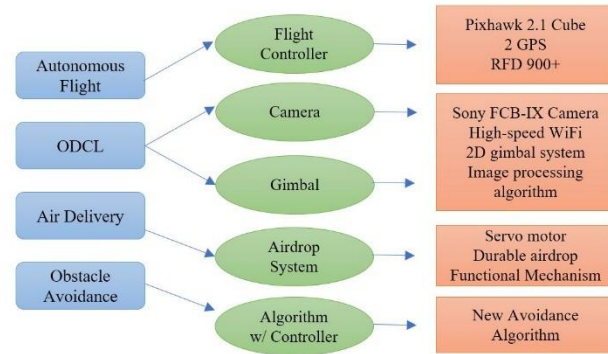 Autonomous
Flight
ODCL
Air Delivery
Obstacle
Avoidance
Flight
Controller
Camera
Gimbal
Airdrop
System
Algorithm
w/ Controller
Pixhawk 2.1 Cube
2 GPS
RFD 900+
Sony FCB-IX Camera
High-speed WiFi
2D gimbal system
Image processing
algorithm
Servo motor
Durable airdrop
Functional Mechanism
New Avoidance
Algorithm